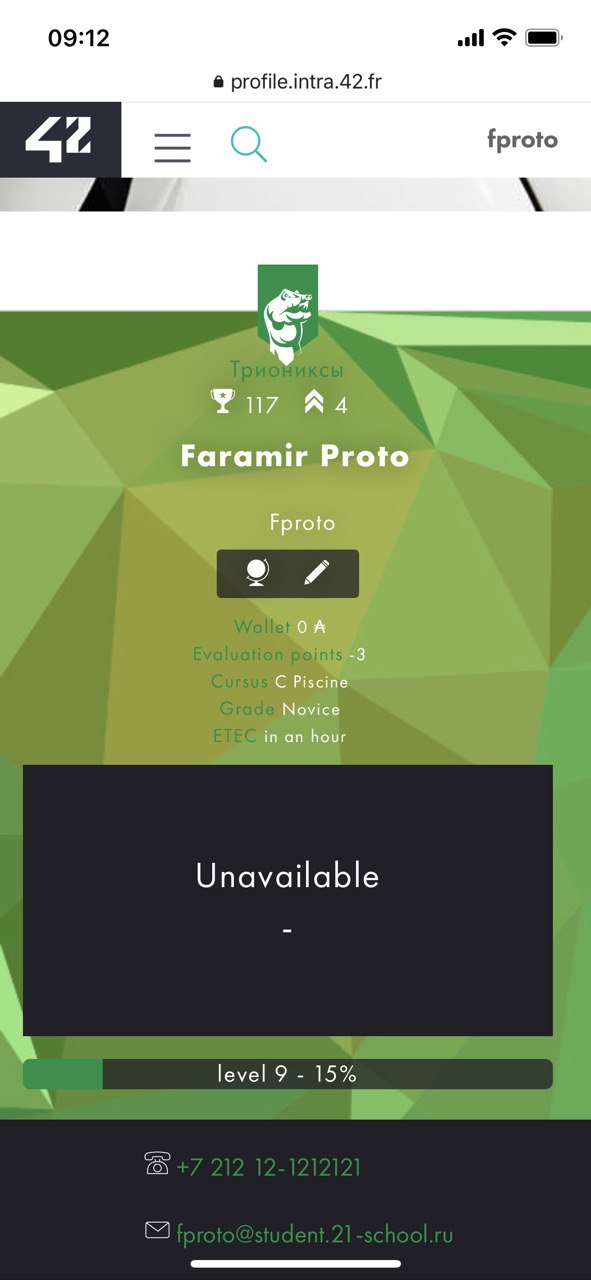 09:12
profile.intra.42.fr
42
fproto
Триониксы
117 4
Faramir Proto
Fproto
Wallet 0 ₳
Evaluation points -3
Cursus C Piscine
Grade Novice
ETEC in an hour
Unavailable
-
level 9 - 15%
+7 212 12-1212121
fproto@student.21-school.ru